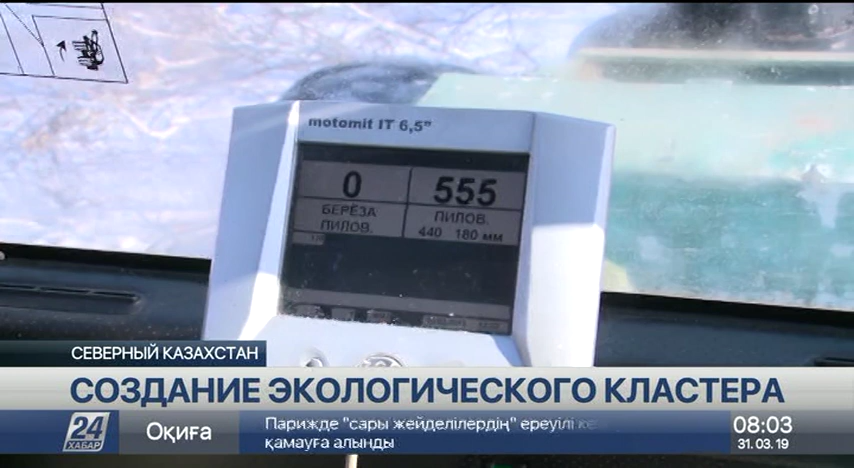 motomit IT 6,5"
0 555
БЕРЁЗА ПИЛОВ.
ПИЛОВ. 440 180 мм
СЕВЕРНЫЙ КАЗАХСТАН
СОЗДАНИЕ ЭКОЛОГИЧЕСКОГО КЛАСТЕРА
24
ХАБАР
Оқиға
Парижде "сары жейделілердің" ереуілі
қамауға алынды
08:03
31.03.19